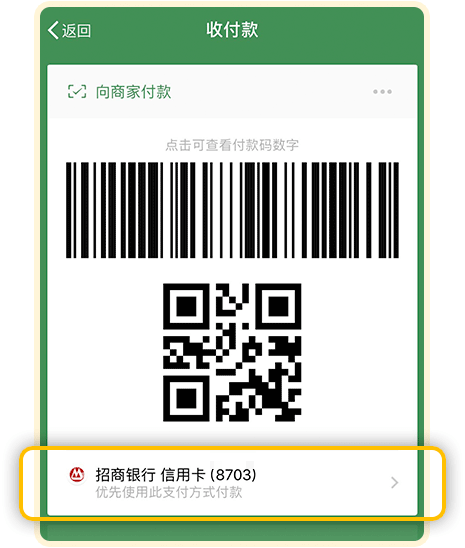 返回
收付款
向商家付款
点击可查看付款码数字
招商银行 信用卡 (8703)
优先使用此支付方式付款